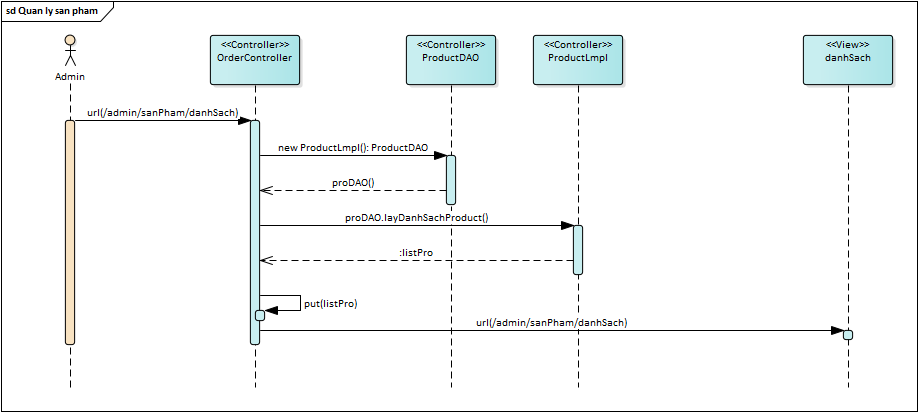 sd Quan ly san pham
Admin
<<Controller>>
OrderController
<<Controller>>
ProductDAO
<<Controller>>
ProductLmpl
<<View>>
danhSach
url(/admin/sanPham/danhSach)
new ProductLmpl(): ProductDAO
proDAO()
proDAO.layDanhSachProduct()
:listPro
put(listPro)
url(/admin/sanPham/danhSach)